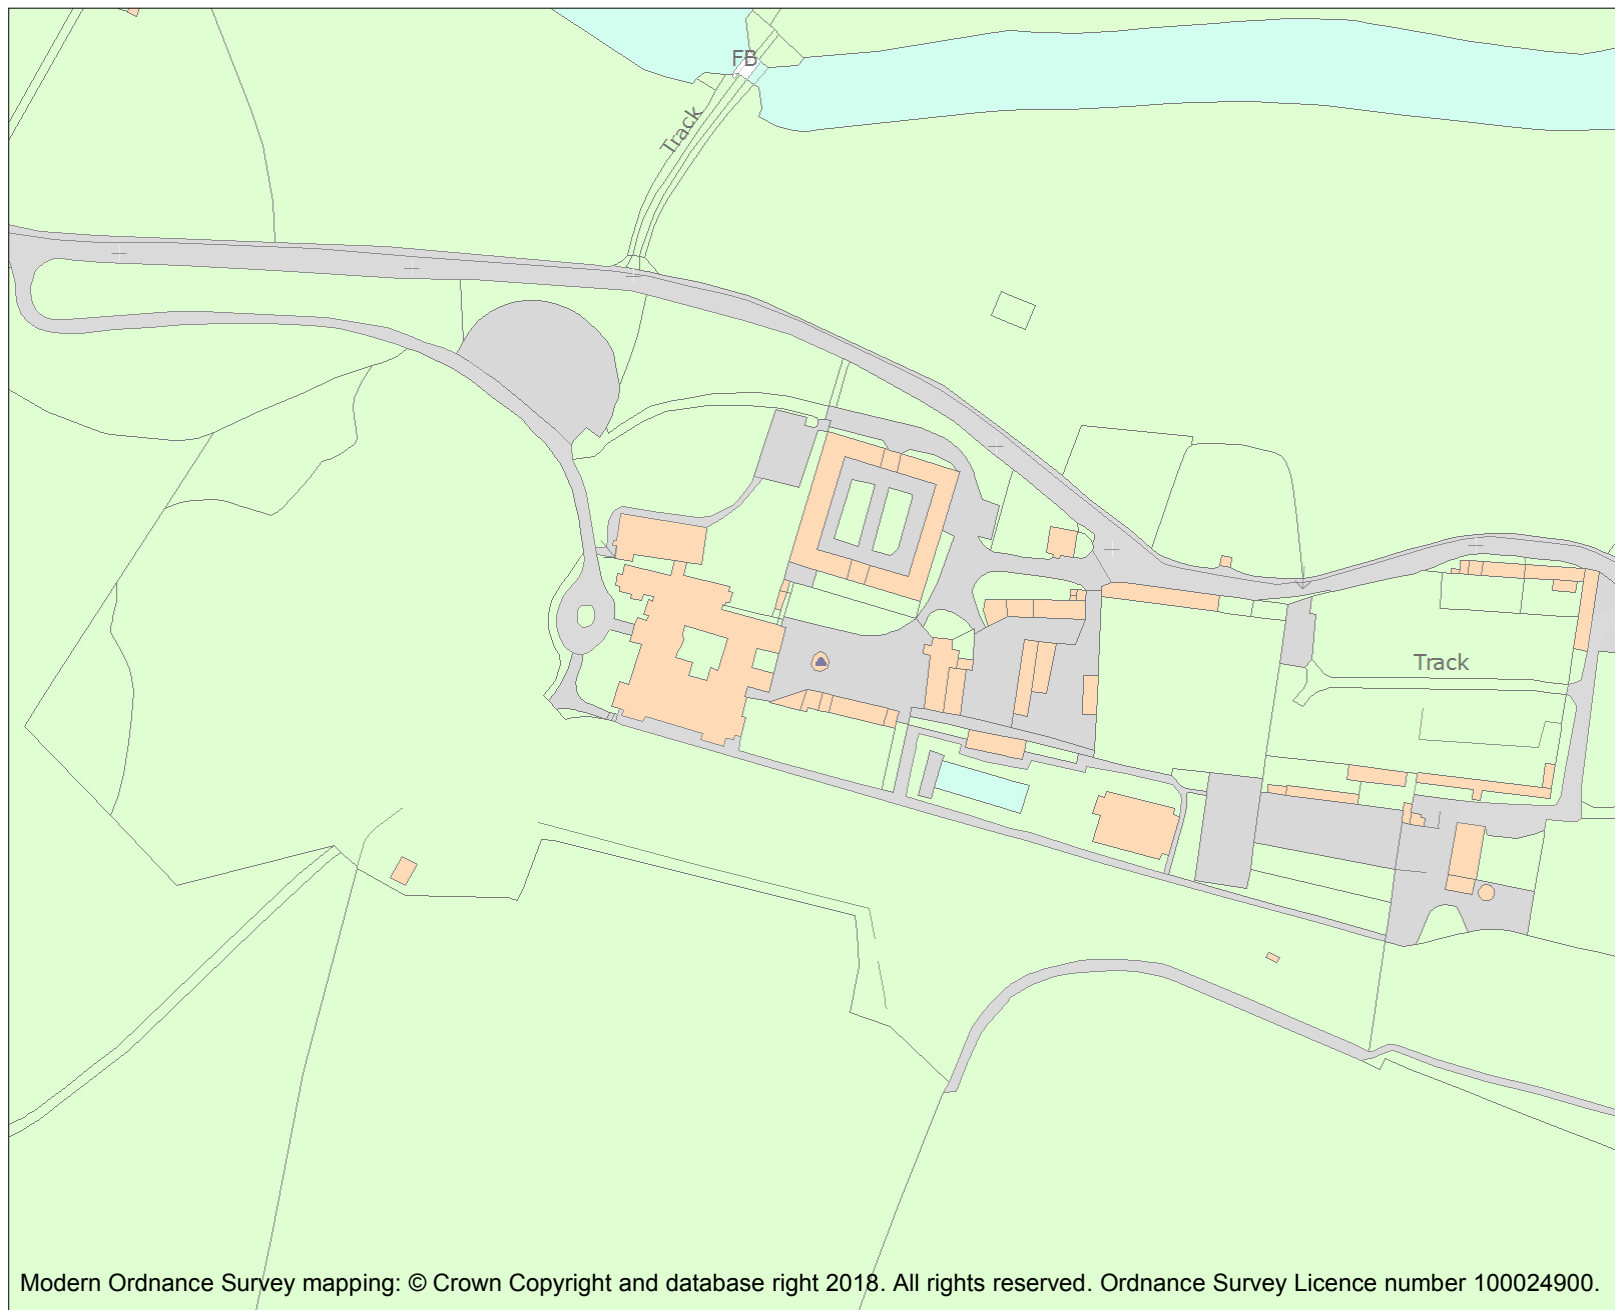 FB
Track
Track
Modern Ordnance Survey mapping: © Crown Copyright and database right 2018. All rights reserved. Ordnance Survey Licence number 100024900.